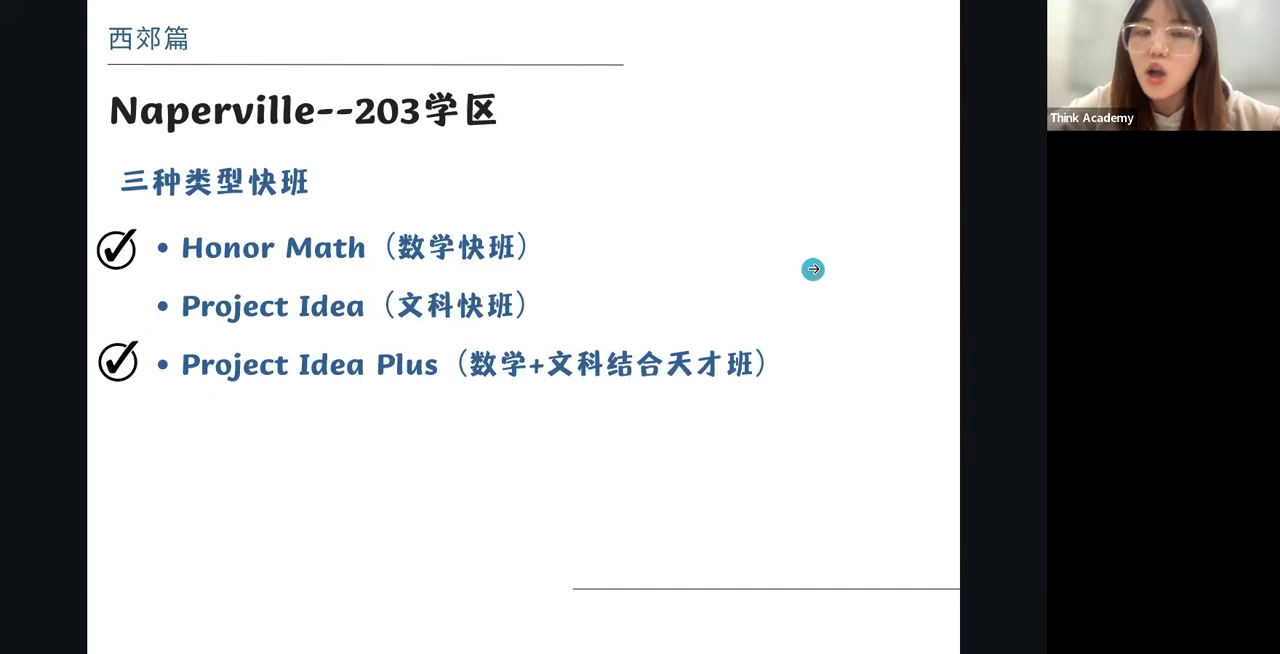 西郊篇
Naperville--203学区
三种类型快班
• Honor Math（数学快班）
• Project Idea（文科快班）
• Project Idea Plus（数学+文科结合天才班）
Think Academy